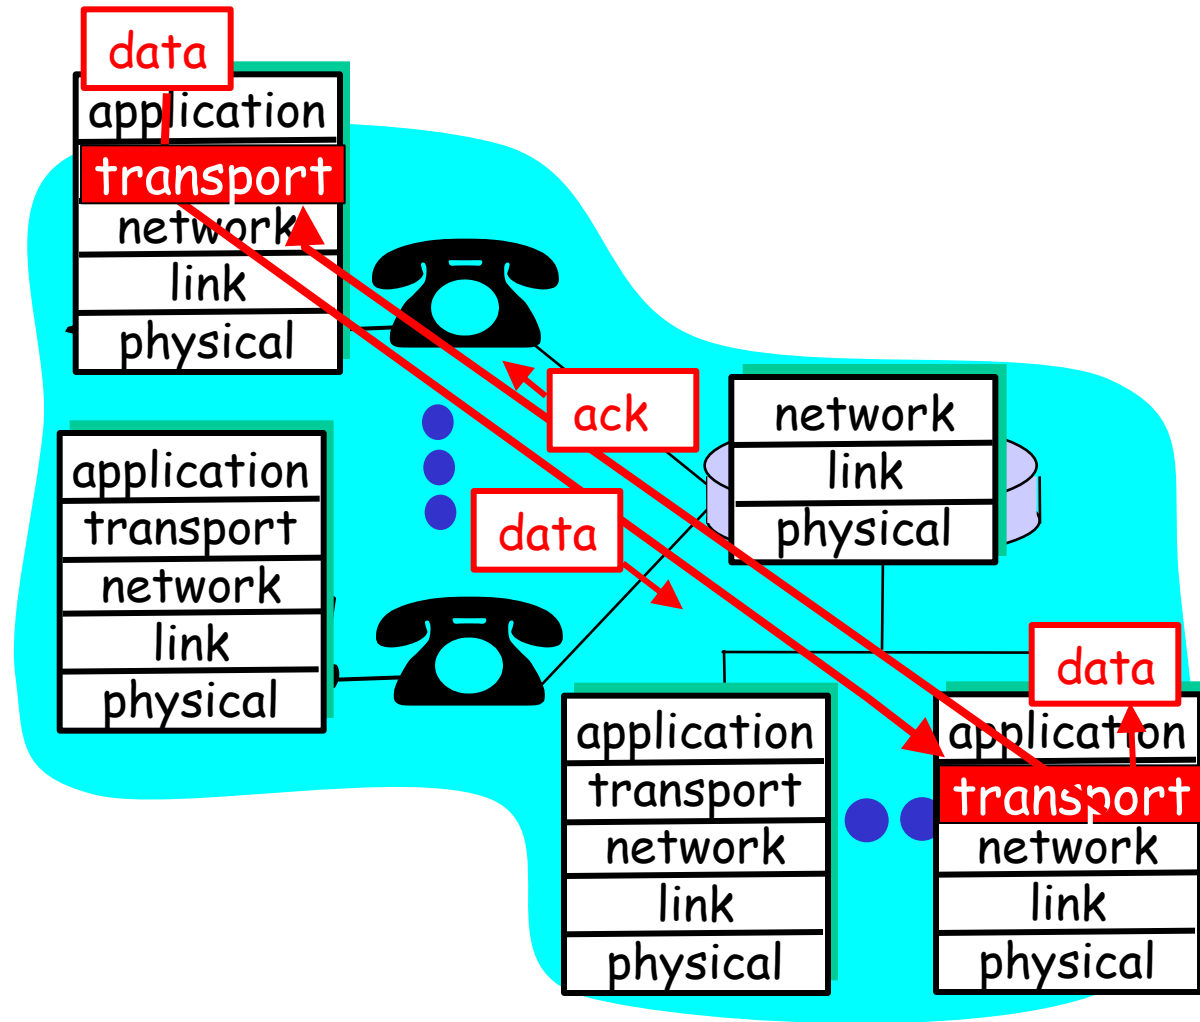 data
application
transport
network
link
physical
ack
network
link
physical
application
transport
network
link
physical
data
data
application
transport
network
link
physical
application
transport
network
link
physical